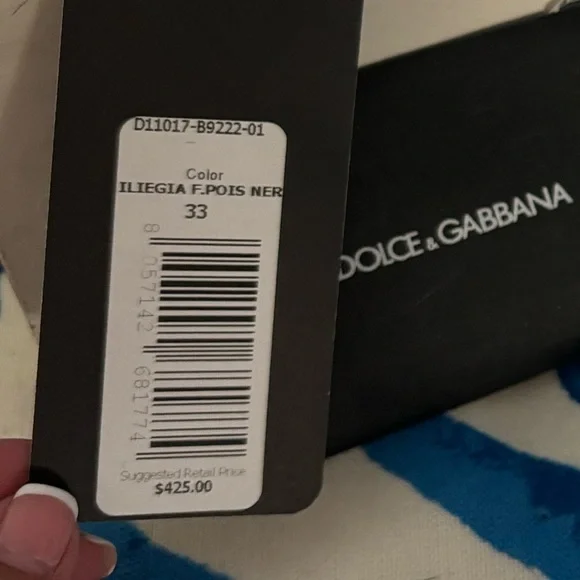 D11017-B9222-01
Color
ILIEGIA F.POIS NER
33
8 057142 681774
Suggested Retail Price
$425.00
DOLCE & GABBANA